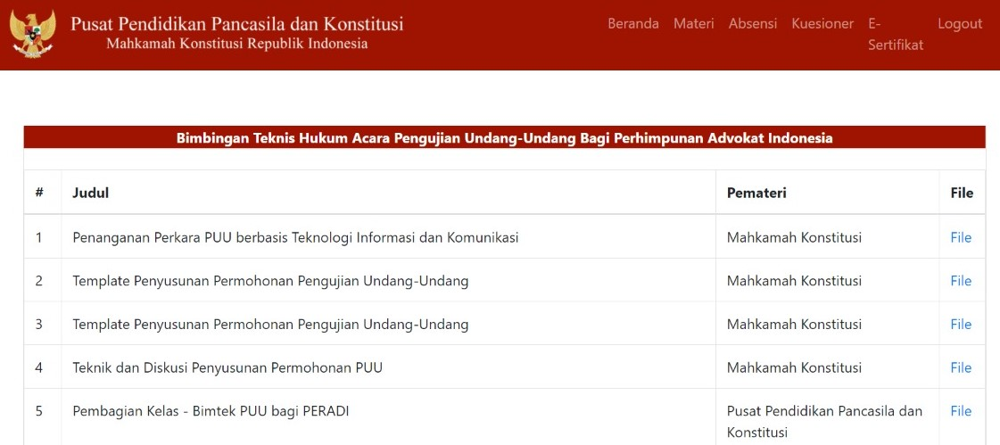 Pusat Pendidikan Pancasila dan Konstitusi
Mahkamah Konstitusi Republik Indonesia
Beranda Materi Absensi Kuesioner E-Sertifikat Logout
Bimbingan Teknis Hukum Acara Pengujian Undang-Undang Bagi Perhimpunan Advokat Indonesia
# Judul Pemateri File
1 Penanganan Perkara PUU berbasis Teknologi Informasi dan Komunikasi Mahkamah Konstitusi File
2 Template Penyusunan Permohonan Pengujian Undang-Undang Mahkamah Konstitusi File
3 Template Penyusunan Permohonan Pengujian Undang-Undang Mahkamah Konstitusi File
4 Teknik dan Diskusi Penyusunan Permohonan PUU Mahkamah Konstitusi File
5 Pembagian Kelas - Bimtek PUU bagi PERADI Pusat Pendidikan Pancasila dan File
Konstitusi